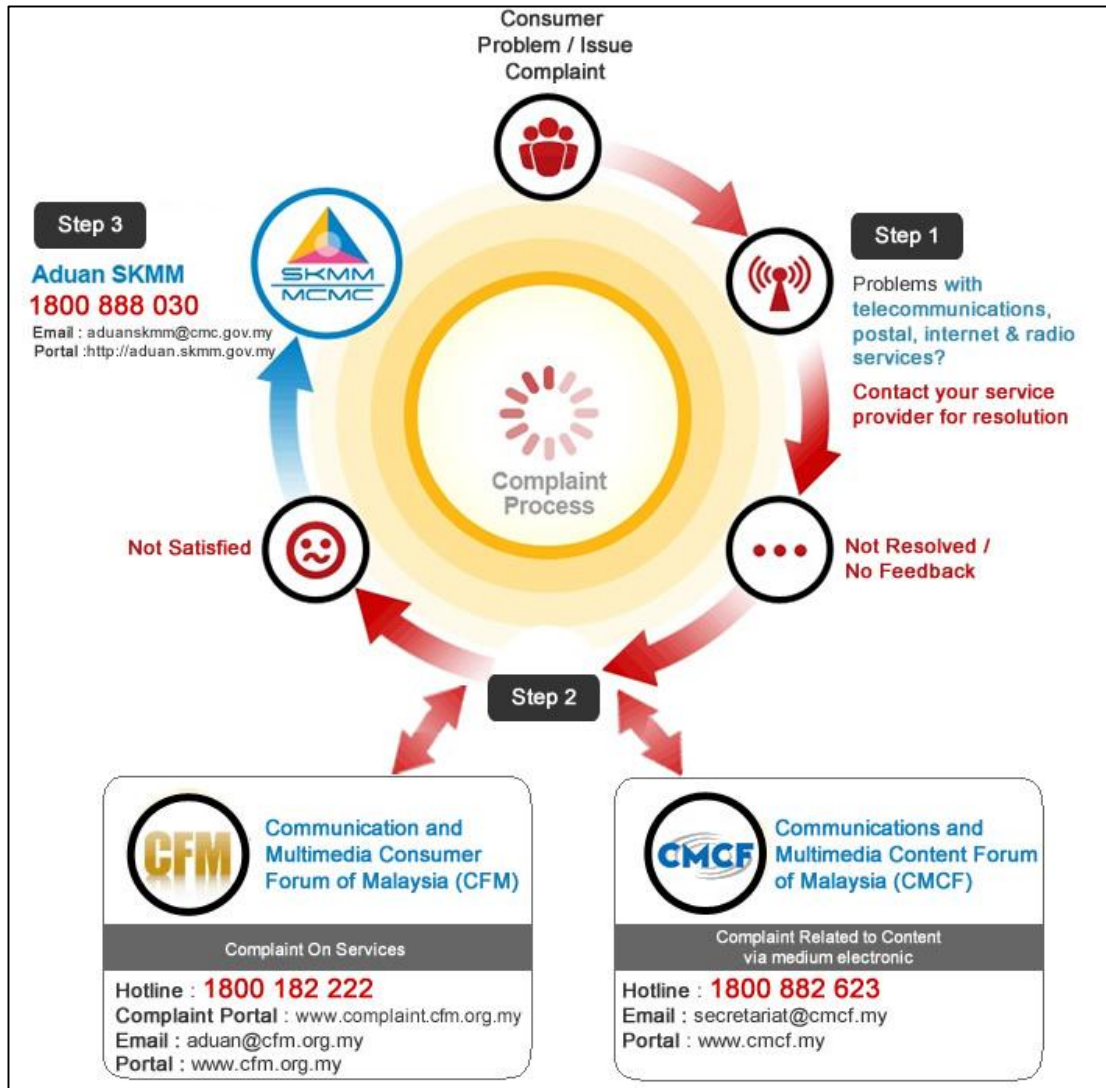 Consumer
Problem / Issue
Complaint
Step 1
Problems with
telecommunications,
postal, internet & radio
services?
Contact your service
provider for resolution
Not Resolved /
No Feedback
Step 2
Not Satisfied
Step 3
Aduan SKMM
1800 888 030
Email : aduanskmm@cmc.gov.my
Portal :http://aduan.skmm.gov.my
SKMM
MCMC
Complaint
Process
CFM
Communication and
Multimedia Consumer
Forum of Malaysia (CFM)
Complaint On Services
Hotline : 1800 182 222
Complaint Portal : www.complaint.cfm.org.my
Email : aduan@cfm.org.my
Portal : www.cfm.org.my
CMCF
Communications and
Multimedia Content Forum
of Malaysia (CMCF)
Complaint Related to Content
via medium electronic
Hotline : 1800 882 623
Email : secretariat@cmcf.my
Portal : www.cmcf.my